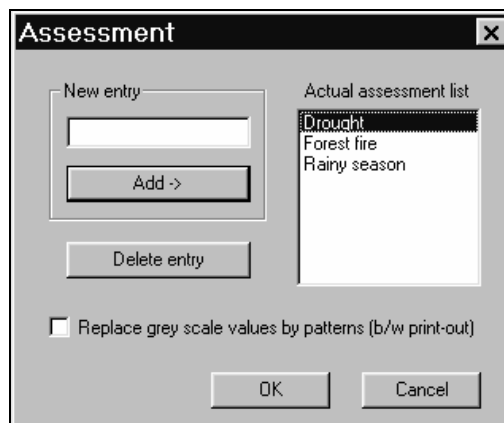 Assessment
New entry
Add ->
Delete entry
Actual assessment list
Drought
Forest fire
Rainy season
Replace grey scale values by patterns (b/w print-out)
OK
Cancel